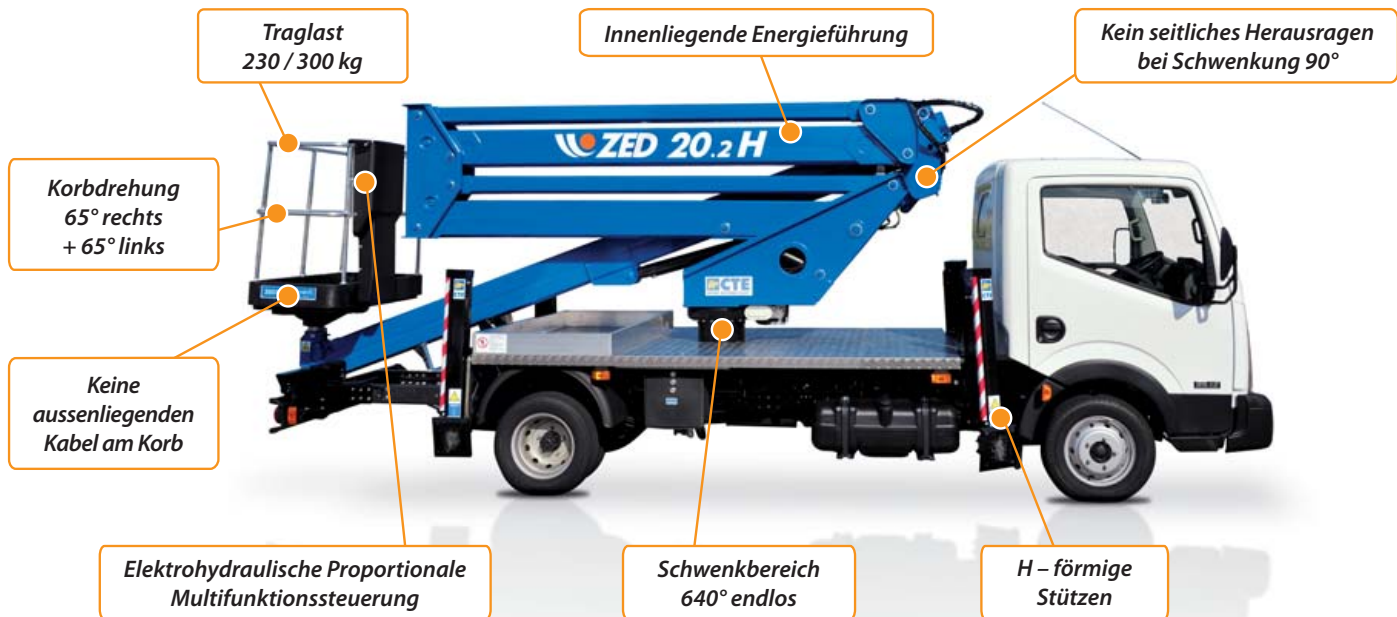 Traglast
230 / 300 kg
Innenliegende Energieführung
Kein seitliches Herausragen
bei Schwenkung 90°
ZED 20.2 H
Korbdrehung
65° rechts
+ 65° links
CTE
CTE
Keine
aussenliegenden
Kabel am Korb
Elektrohydraulische Proportionale
Multifunktionssteuerung
Schwenkbereich
640° endlos
H – förmige
Stützen